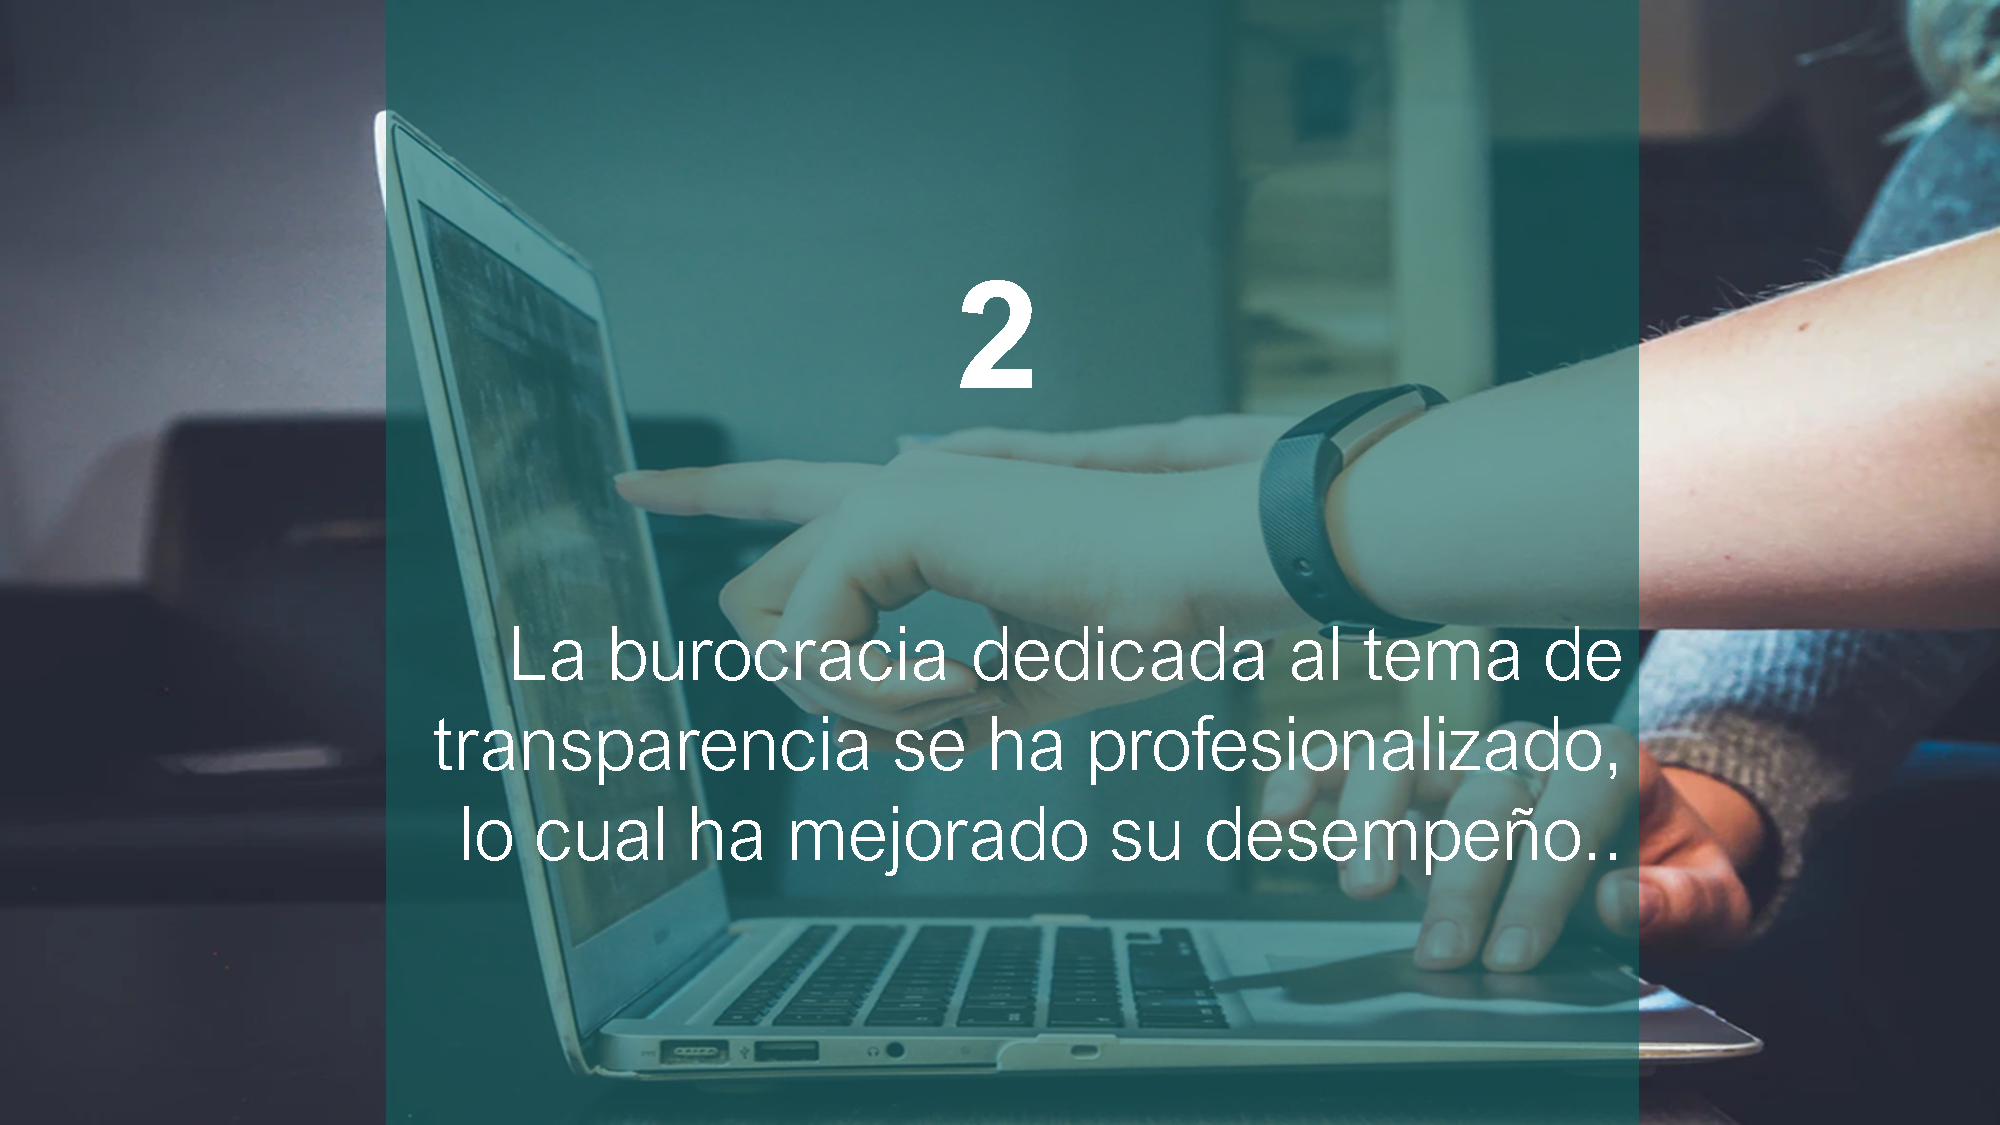 2
La burocracia dedicada al tema de
transparencia se ha profesionalizado,
lo cual ha mejorado su desempeño..